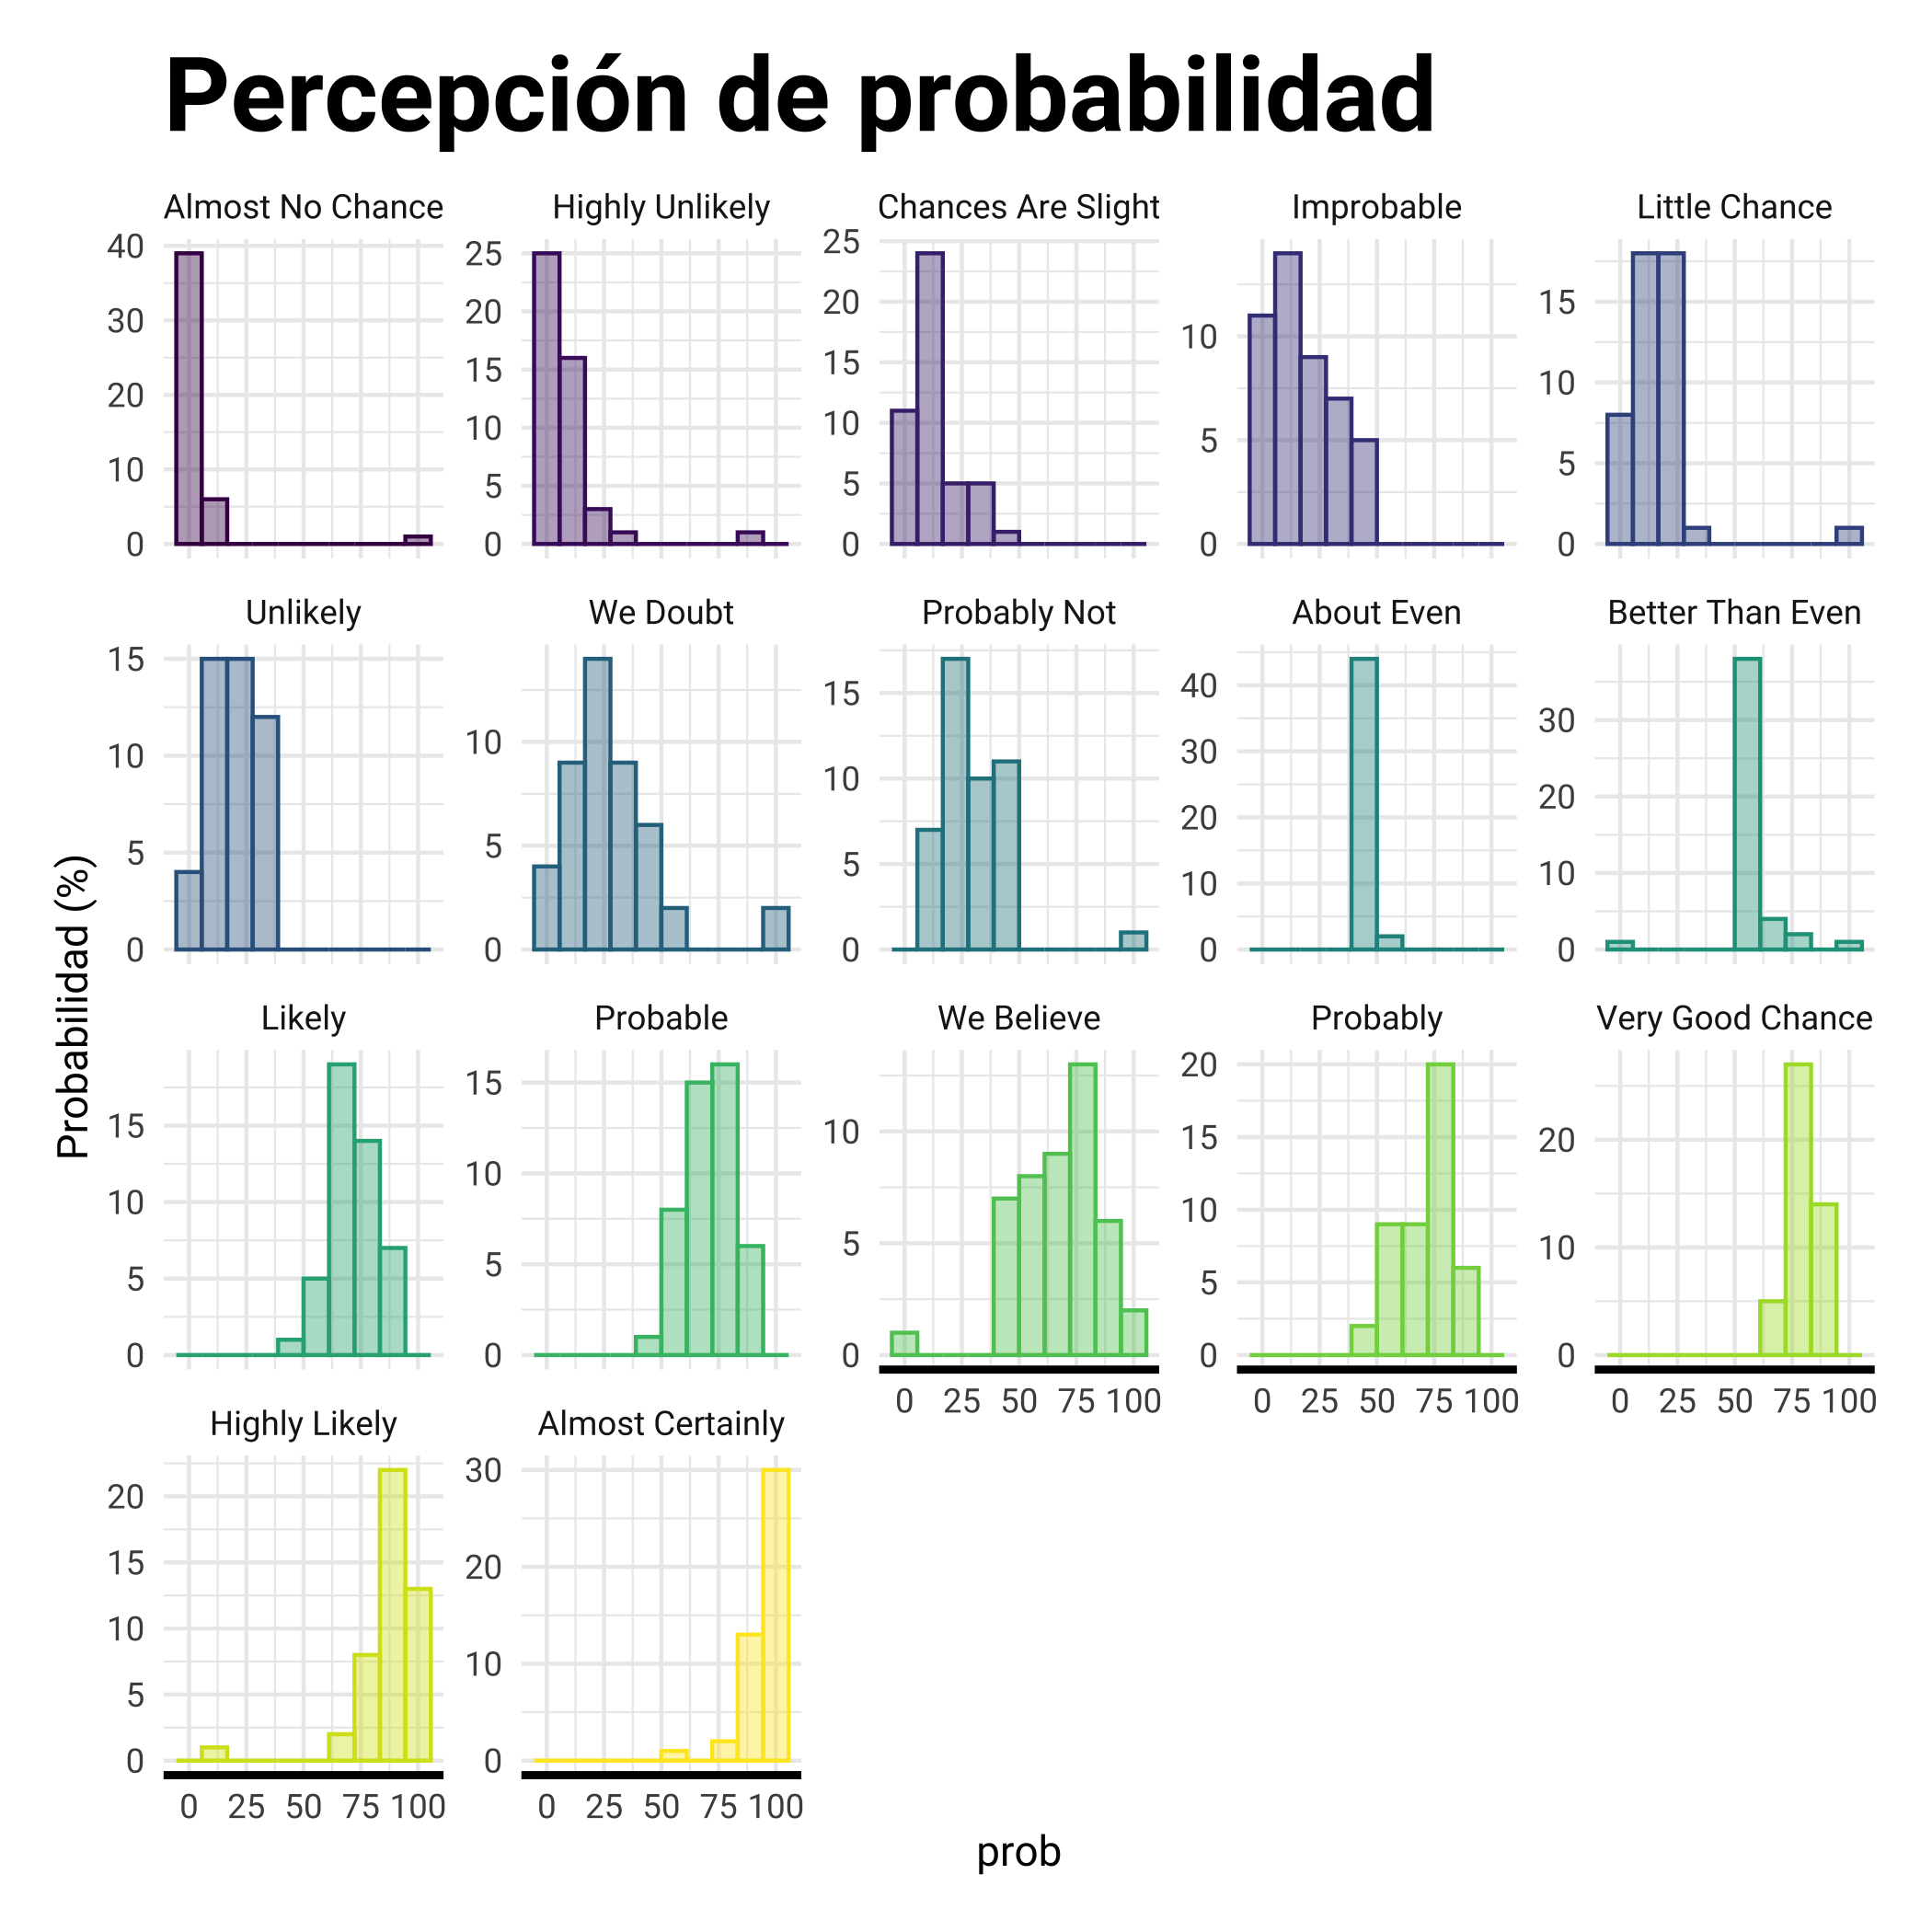 Percepción de probabilidad
Almost No Chance
Highly Unlikely
Chances Are Slight
Improbable
Little Chance
40
30
20
10
0
25
20
15
10
5
0
25
20
15
10
5
0
10
5
0
15
10
5
0
Unlikely
We Doubt
Probably Not
About Even
Better Than Even
15
10
5
0
10
5
0
15
10
5
0
40
30
20
10
0
30
20
10
0
Probabilidad (%)
Likely
Probable
We Believe
Probably
Very Good Chance
15
10
5
0
15
10
5
0
10
5
0
20
15
10
5
0
20
10
0
0 25 50 75 100
0 25 50 75 100
0 25 50 75 100
Highly Likely
Almost Certainly
20
15
10
5
0
30
20
10
0
0 25 50 75 100
0 25 50 75 100
prob